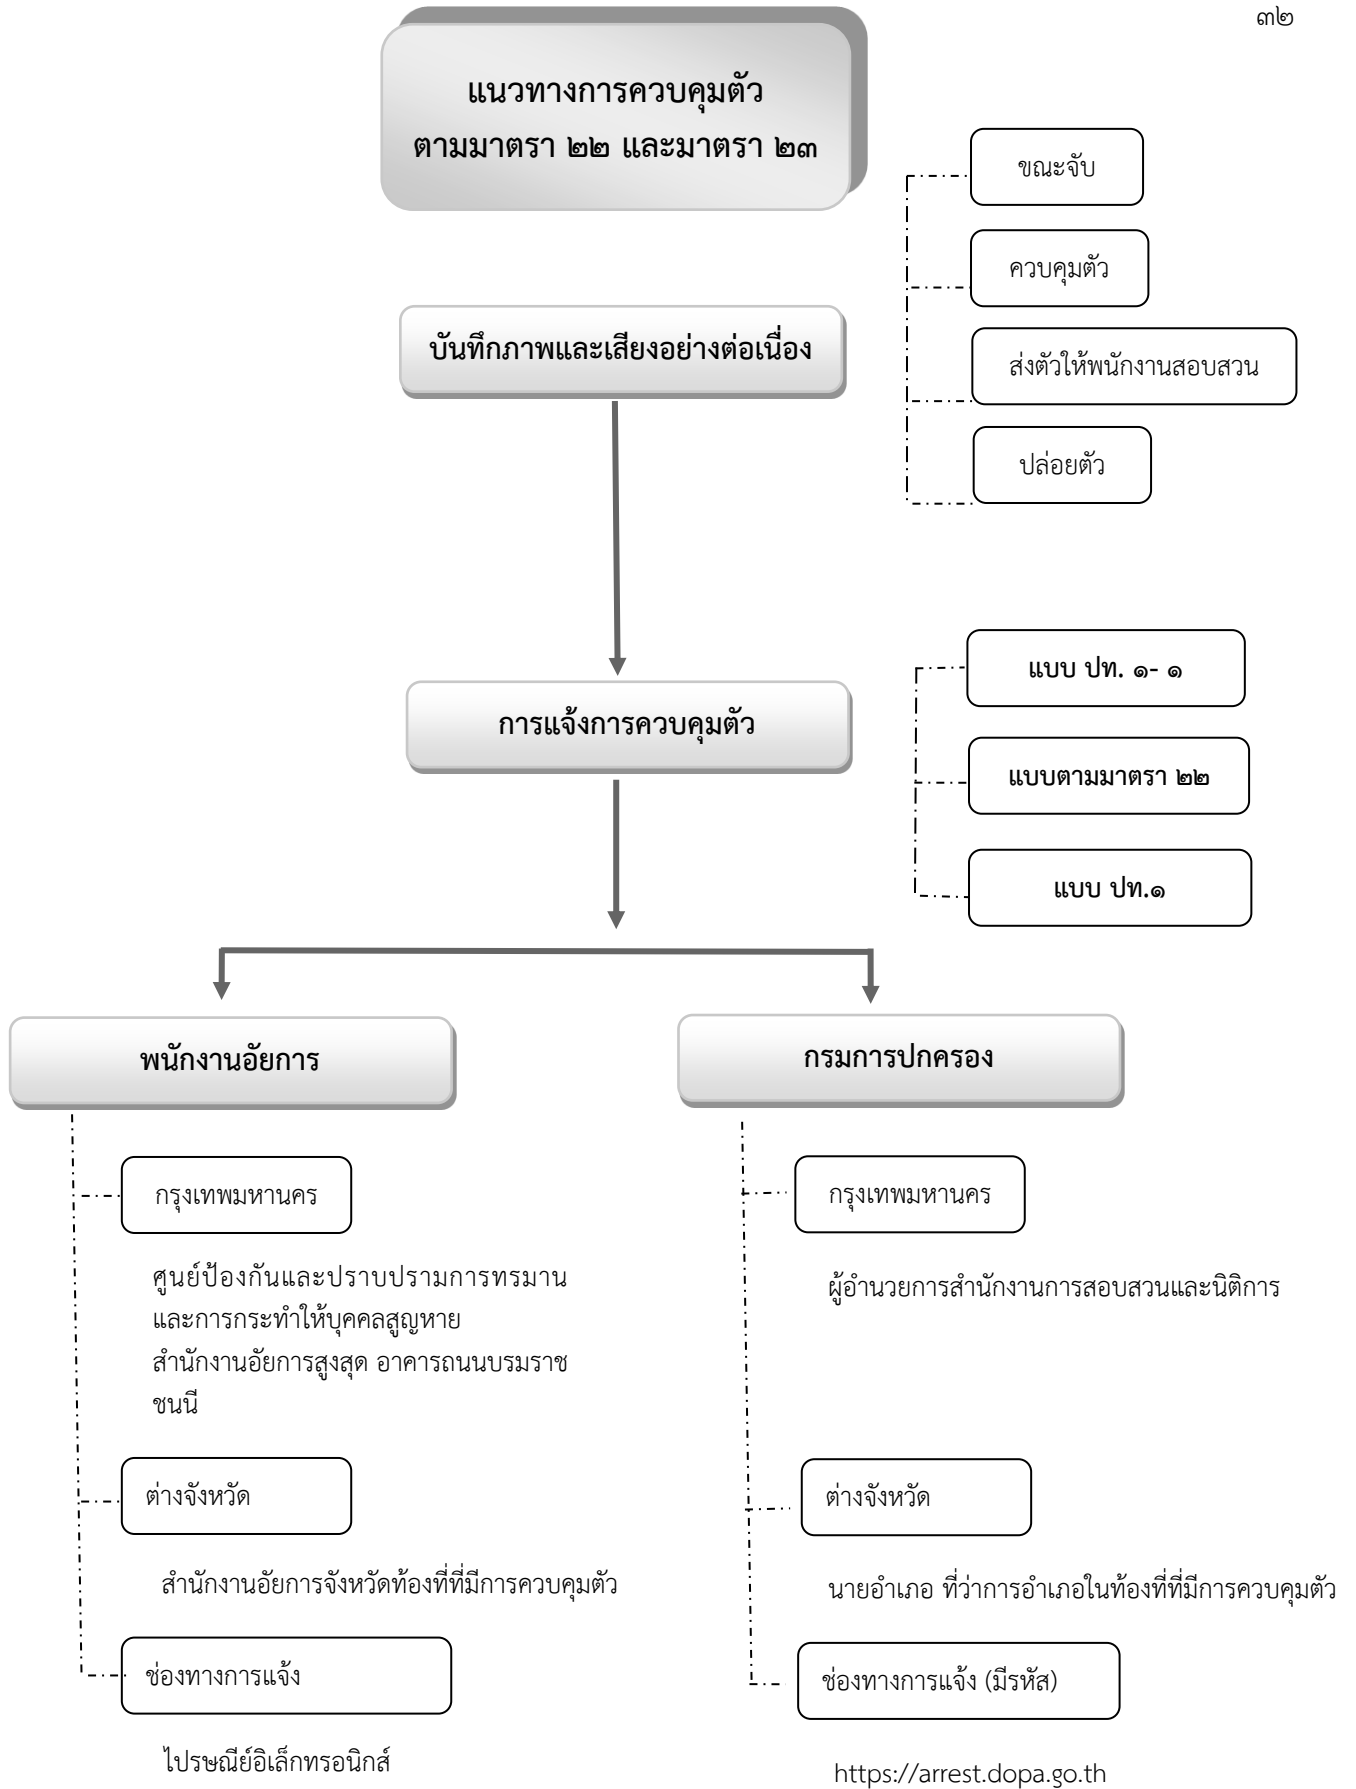 ๓๒
แนวทางการควบคุมตัว
ตามมาตรา ๒๒ และมาตรา ๒๓
ขณะจับ
ควบคุมตัว
บันทึกภาพและเสียงอย่างต่อเนื่อง
ส่งตัวให้พนักงานสอบสวน
ปล่อยตัว
การแจ้งการควบคุมตัว
แบบ ปท. ๑- ๑
แบบตามมาตรา ๒๒
แบบ ปท.๑
พนักงานอัยการ
กรุงเทพมหานคร
ศูนย์ป้องกันและปราบปรามการทรมาน
และการกระทำให้บุคคลสูญหาย
สำนักงานอัยการสูงสุด อาคารถนนบรมราช
ชนนี
ต่างจังหวัด
สำนักงานอัยการจังหวัดท้องที่ที่มีการควบคุมตัว
ช่องทางการแจ้ง
ไปรษณีย์อิเล็กทรอนิกส์
กรมการปกครอง
กรุงเทพมหานคร
ผู้อำนวยการสำนักงานการสอบสวนและนิติการ
ต่างจังหวัด
นายอำเภอ ที่ว่าการอำเภอในท้องที่ที่มีการควบคุมตัว
ช่องทางการแจ้ง (มีรหัส)
https://arrest.dopa.go.th